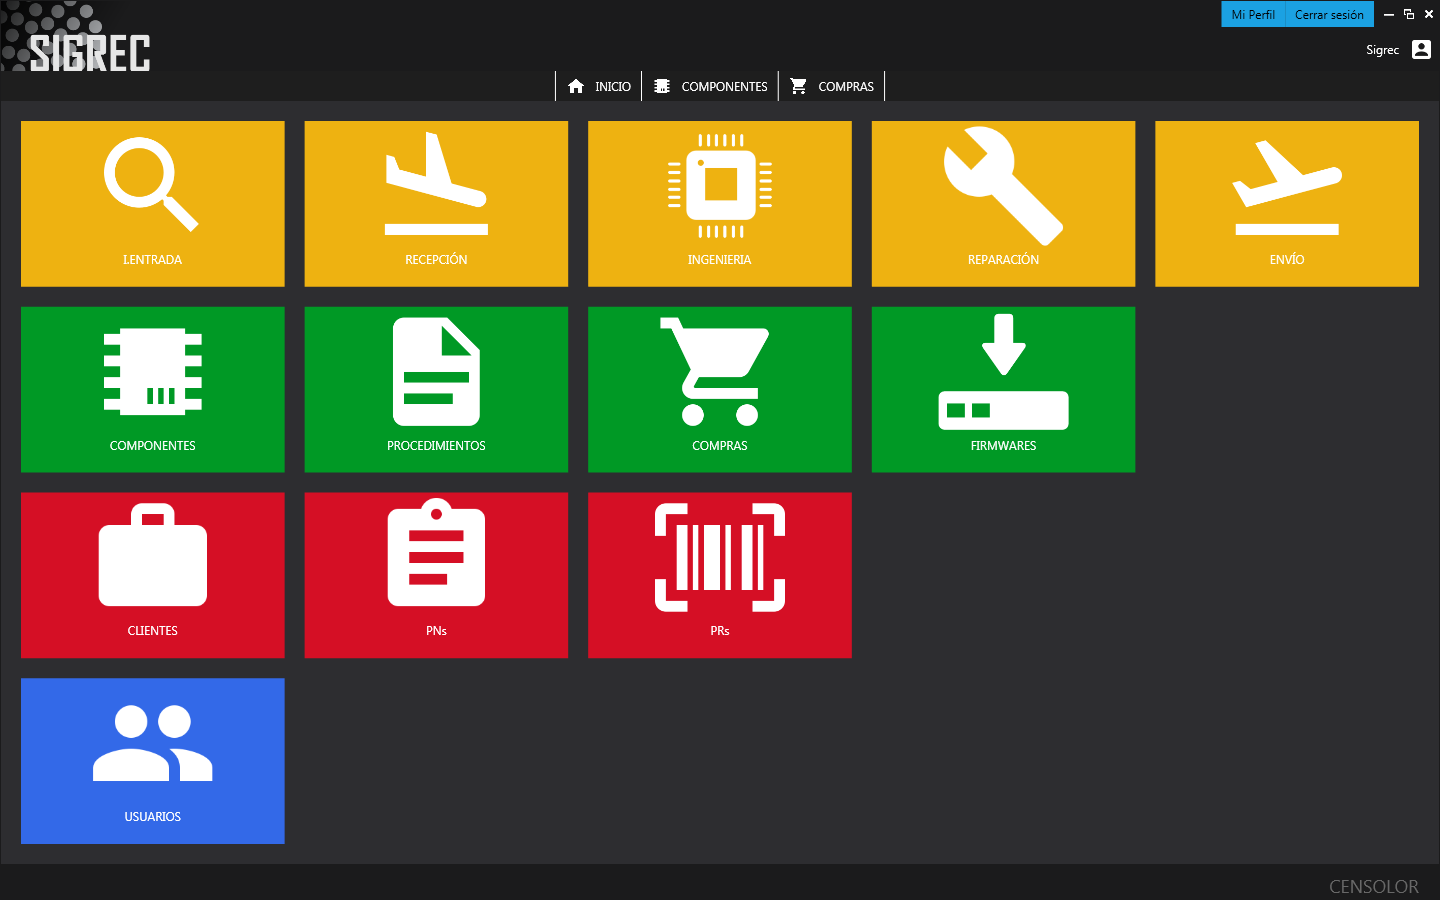 Mi Perfil Cerrar sesión
SIGREC
Sigrec
INICIO COMPONENTES COMPRAS
I.ENTRADA RECEPCIÓN INGENIERIA REPARACIÓN ENVÍO
COMPONENTES PROCEDIMIENTOS COMPRAS FIRMWARES
CLIENTES PNs PRs
USUARIOS
CENSOLOR